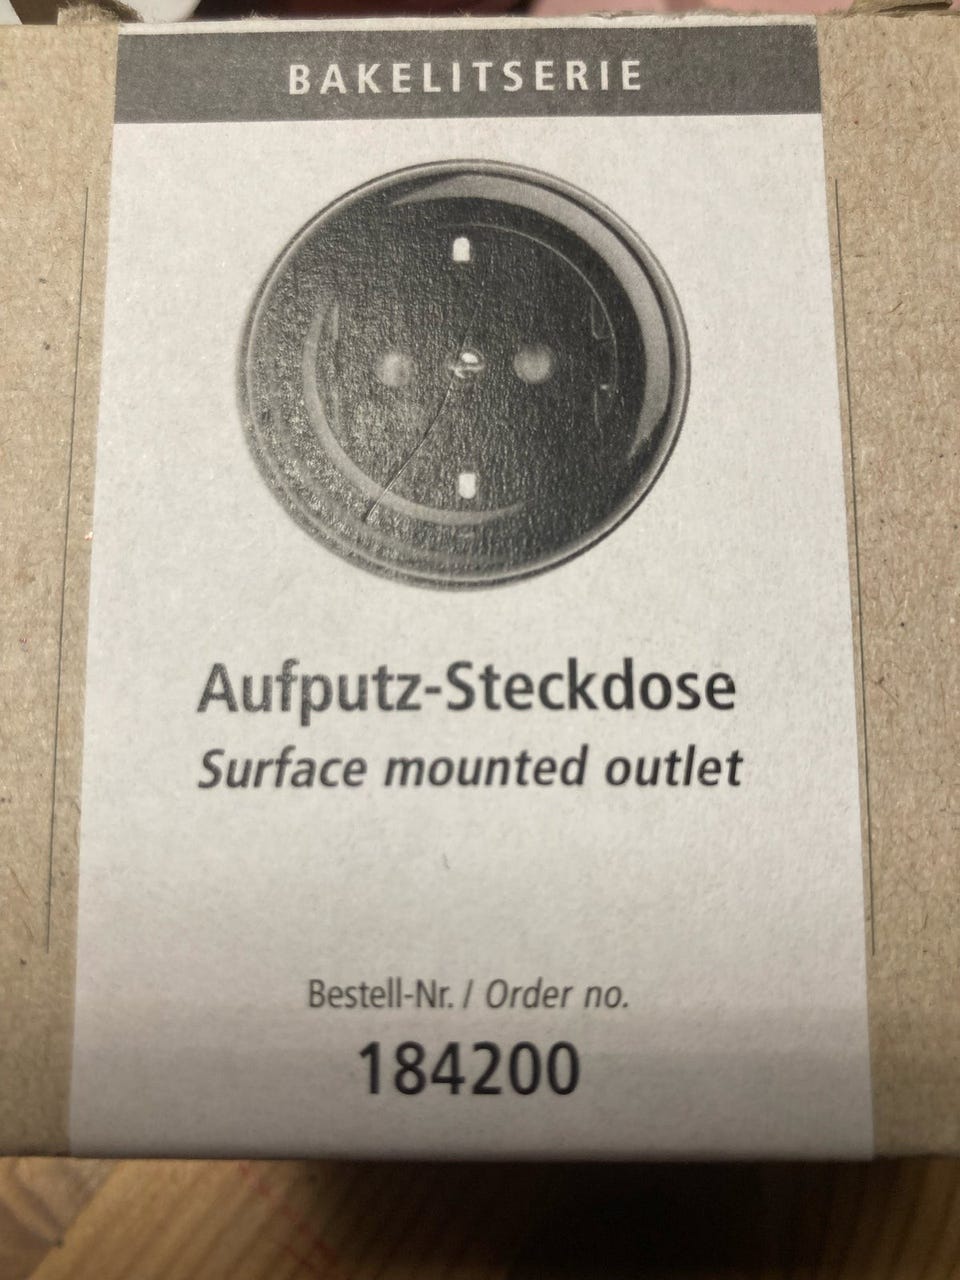 BAKELITSERIE
Aufputz-Steckdose
Surface mounted outlet
Bestell-Nr. / Order no.
184200